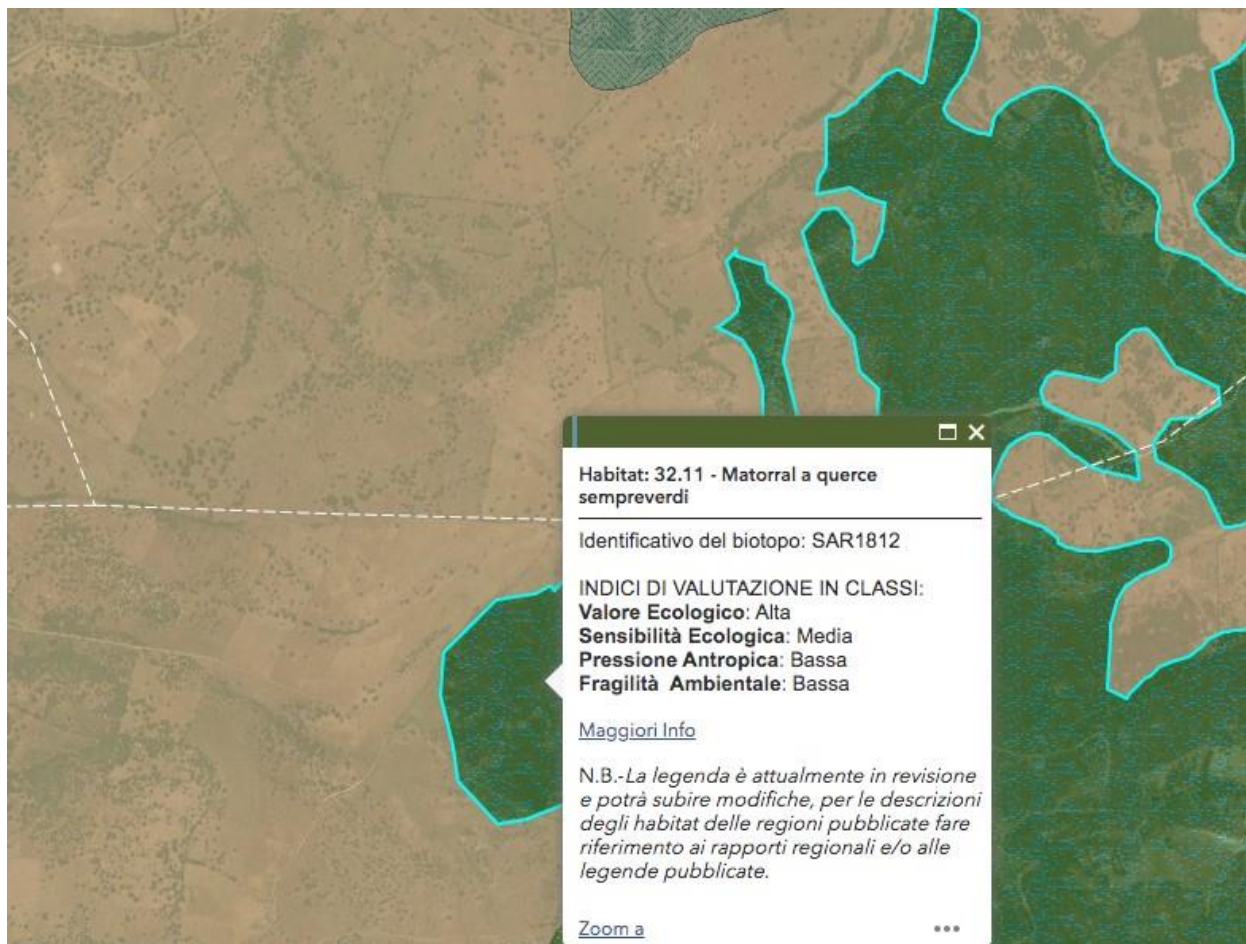 Habitat: 32.11 - Matorral a querce
sempreverdi
Identificativo del biotopo: SAR1812
INDICI DI VALUTAZIONE IN CLASSI:
Valore Ecologico: Alta
Sensibilità Ecologica: Media
Pressione Antropica: Bassa
Fragilità Ambientale: Bassa
Maggiori Info
N.B.-La legenda è attualmente in revisione
e potrà subire modifiche, per le descrizioni
degli habitat delle regioni pubblicate fare
riferimento ai rapporti regionali e/o alle
legende pubblicate.
Zoom a